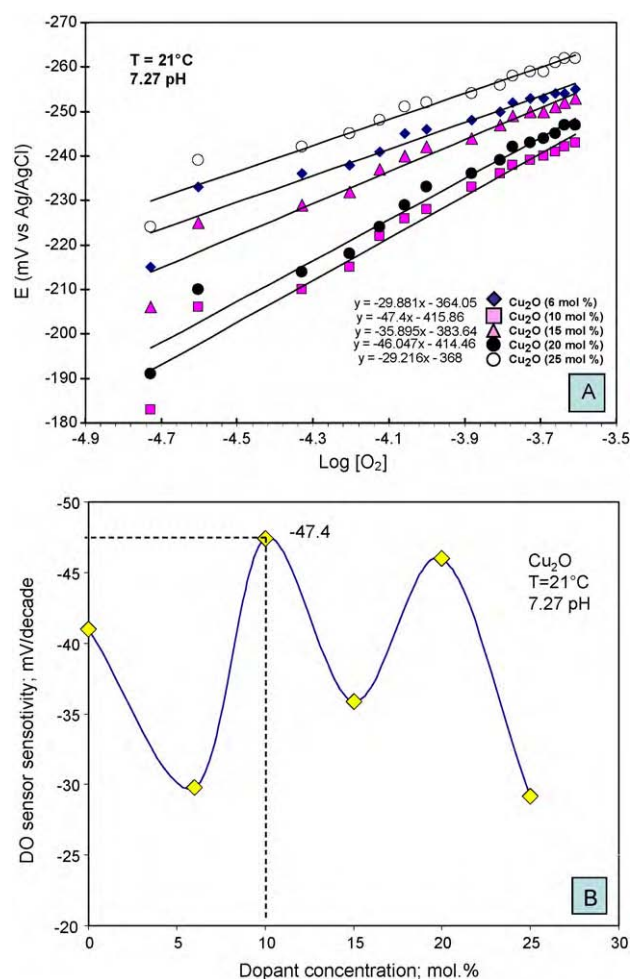 -270
-260
-250
-240
-230
-220
-210
-200
-190
-180
E (mV vs Ag/AgCl)
T = 21°C
7.27 pH
y = -29.881x - 364.05 Cu₂O (6 mol %)
y = -47.4x - 415.86 Cu₂O (10 mol %)
y = -35.895x - 383.64 Cu₂O (15 mol %)
y = -46.047x - 414.46 Cu₂O (20 mol %)
y = -29.216x - 368 Cu₂O (25 mol %)
A
-4.9 -4.7 -4.5 -4.3 -4.1 -3.9 -3.7 -3.5
Log [O₂]
-50
-45
-40
-35
-30
-25
-20
DO sensor sensotivity; mV/decade
-47.4
Cu₂O
T=21°C
7.27 pH
B
0 5 10 15 20 25 30
Dopant concentration; mol.%